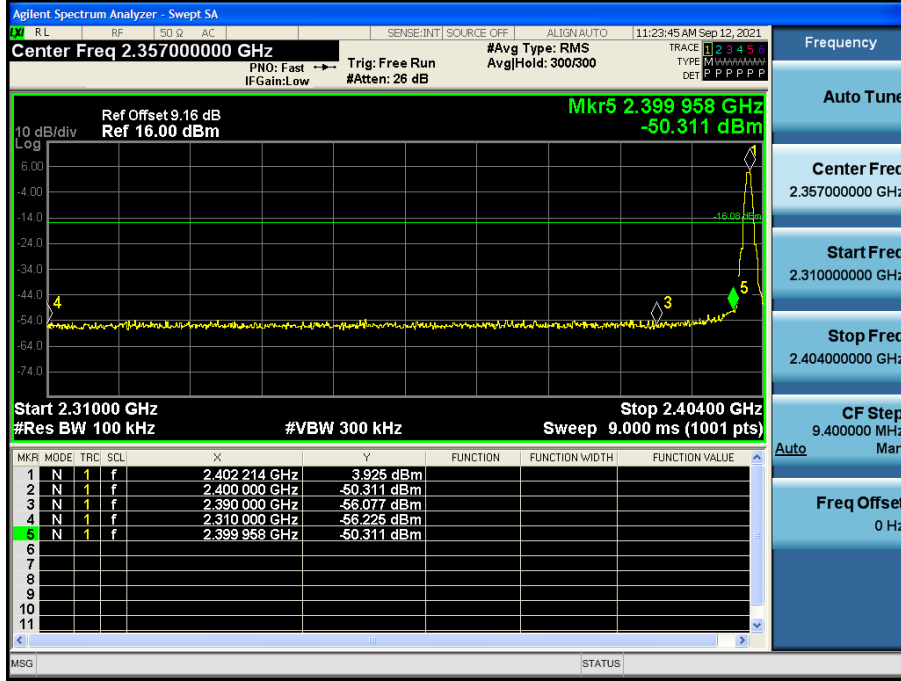 Agilent Spectrum Analyzer - Swept SA
LXI RL RF 50 Ω AC SENSE:INT SOURCE OFF ALIGN AUTO 11:23:45 AM Sep 12, 2021
Center Freq 2.357000000 GHz
PNO: Fast
IFGain:Low
Trig: Free Run
#Atten: 26 dB
#Avg Type: RMS
Avg|Hold: 300/300
TRACE 1 2 3 4 5 6
TYPE MWWWWW
DET P P P P P P
Mkr5 2.399 958 GHz
-50.311 dBm
Ref Offset 9.16 dB
10 dB/div Ref 16.00 dBm
Log
6.00
-4.00
-14.0
-24.0
-34.0
-44.0
-54.0
-64.0
-74.0
1
-16.08 dBm
5
4
3
Start 2.31000 GHz Stop 2.40400 GHz
#Res BW 100 kHz #VBW 300 kHz Sweep 9.000 ms (1001 pts)
MKR MODE TRC SCL X Y FUNCTION FUNCTION WIDTH FUNCTION VALUE
1 N 1 f 2.402 214 GHz 3.925 dBm
2 N 1 f 2.400 000 GHz -50.311 dBm
3 N 1 f 2.390 000 GHz -56.077 dBm
4 N 1 f 2.310 000 GHz -56.225 dBm
5 N 1 f 2.399 958 GHz -50.311 dBm
6
7
8
9
10
11
MSG STATUS
Frequency
Auto Tune
Center Freq
2.357000000 GHz
Start Freq
2.310000000 GHz
Stop Freq
2.404000000 GHz
CF Step
9.400000 MHz
Auto Man
Freq Offset
0 Hz